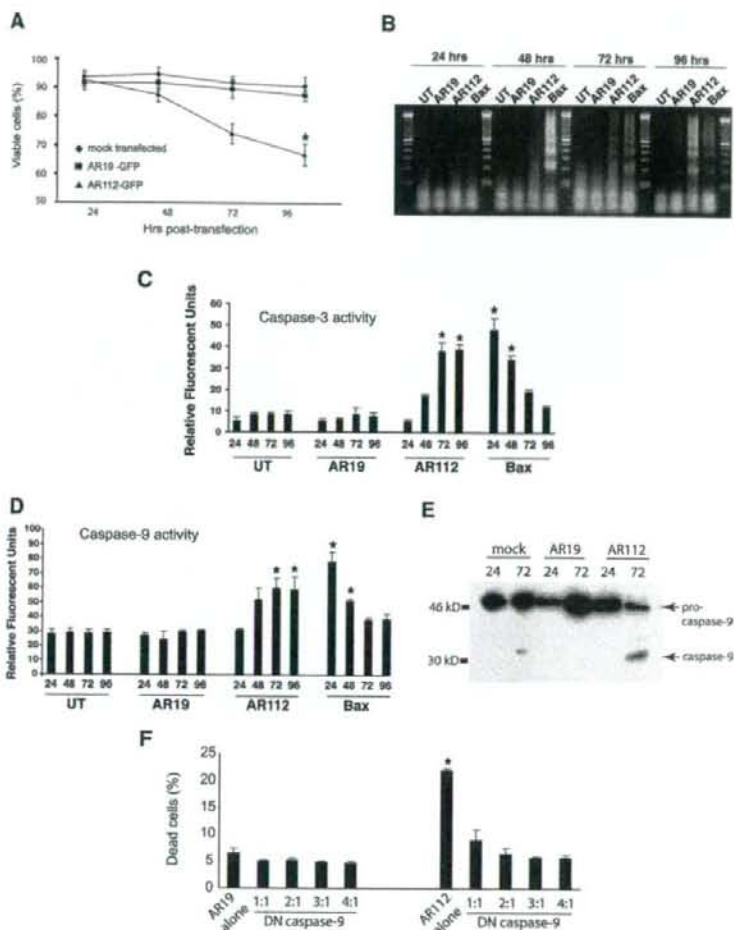 A
Viable cells (%)
100
90
80
70
60
50
mock transfected
AR19 -GFP
AR112-GFP
*
24 48 72 96
Hrs post-transfection
B
24 hrs 48 hrs 72 hrs 96 hrs
UT AR19 AR112 Bax UT AR19 AR112 Bax UT AR19 AR112 Bax UT AR19 AR112 Bax
C
Relative Fluorescent Units
60
50
40
30
20
10
0
Caspase-3 activity
* * * *
24 48 72 96 24 48 72 96 24 48 72 96 24 48 72 96
UT AR19 AR112 Bax
D
Relative Fluorescent Units
100
90
80
70
60
50
40
30
20
10
0
Caspase-9 activity
* * * *
24 48 72 96 24 48 72 96 24 48 72 96 24 48 72 96
UT AR19 AR112 Bax
E
mock AR19 AR112
24 72 24 72 24 72
46 kD
pro-
caspase-9
30 kD
caspase-9
F
Dead cells (%)
25
20
15
10
5
0
*
AR19 alone 1:1 2:1 3:1 4:1 AR112 alone 1:1 2:1 3:1 4:1
DN caspase-9 DN caspase-9